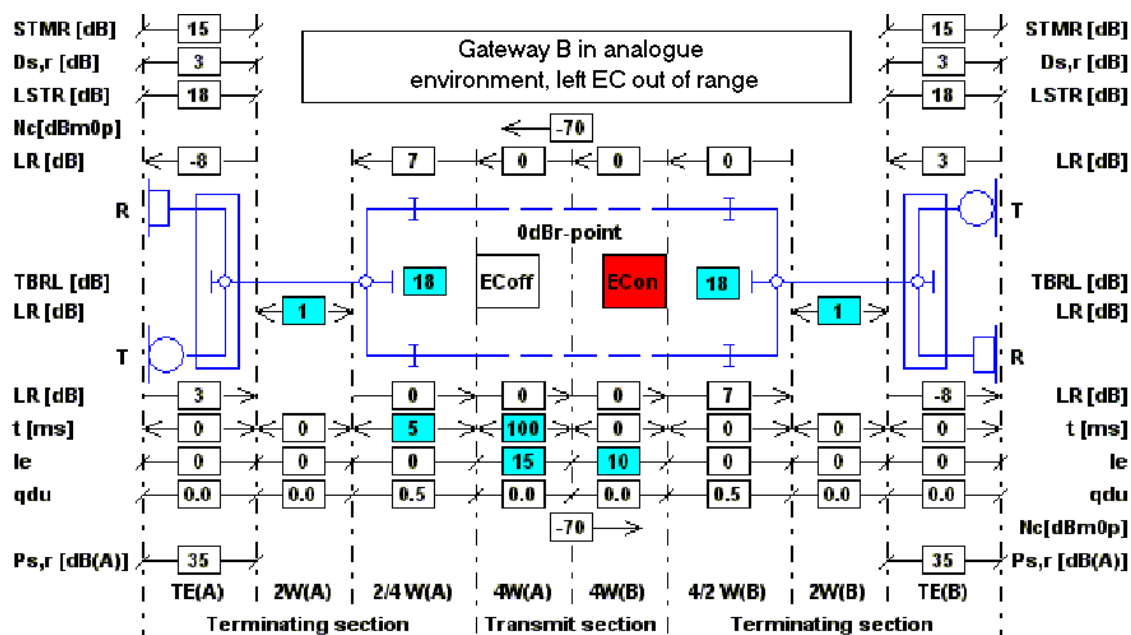 STMR [dB] 15 15 STMR [dB]
Gateway B in analogue
environment, left EC out of range
Ds,r [dB] 3 3 Ds,r [dB]
LSTR [dB] 18 18 LSTR [dB]
Nc[dBm0p] -70
LR [dB] -8 7 0 0 0 3 LR [dB]
R T
0dBr-point
TBRL [dB] 18 ECoff ECon 18 TBRL [dB]
LR [dB] 1 1 LR [dB]
T R
LR [dB] 3 0 0 0 7 -8 LR [dB]
t [ms] 0 0 5 100 0 0 0 0 t [ms]
Ie 0 0 0 15 10 0 0 0 Ie
qdu 0.0 0.0 0.5 0.0 0.0 0.5 0.0 0.0 qdu
-70 Nc[dBm0p]
Ps,r [dB(A)] 35 35 Ps,r [dB(A)]
TE(A) 2W(A) 2/4 W(A) 4W(A) 4W(B) 4/2 W(B) 2W(B) TE(B)
Terminating section Transmit section Terminating section